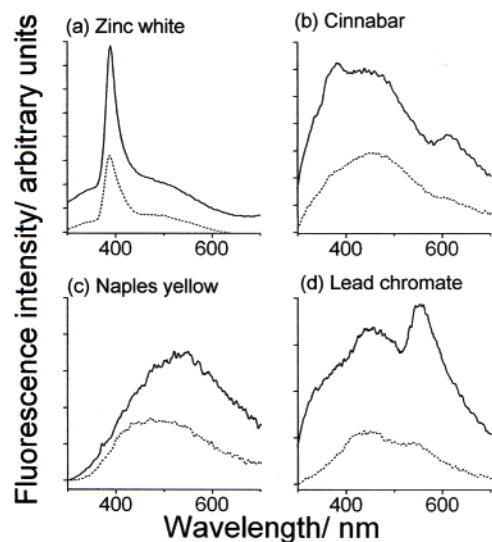 Fluorescence intensity/ arbitrary units
(a) Zinc white
400
600
(b) Cinnabar
400
600
(c) Naples yellow
400
600
(d) Lead chromate
400
600
Wavelength/ nm